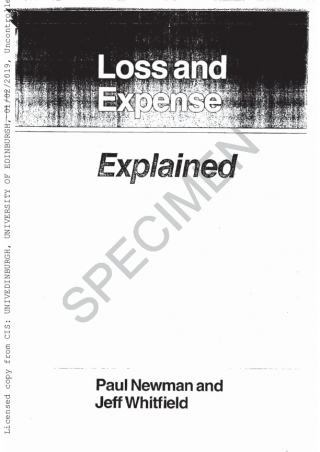 Loss and
Expense
Explained
SPECIMEN
Paul Newman and
Jeff Whitfield
Licensed copy from CIS: UNIVEDINBURGH, UNIVERSITY OF EDINBURGH, 01/02/2019, Uncontrolle